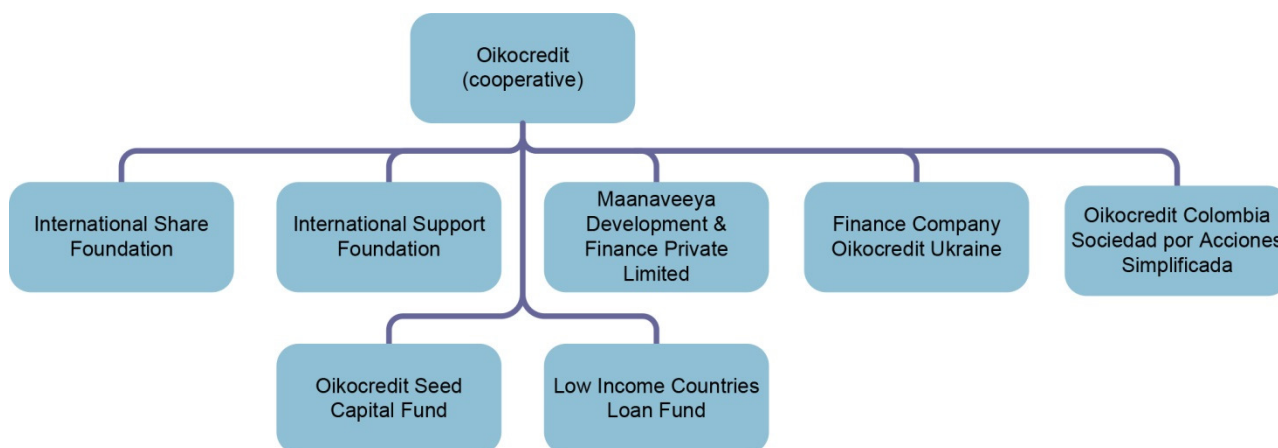 Oikocredit
(cooperative)
International Share
Foundation
International Support
Foundation
Maanaveeya
Development &
Finance Private
Limited
Finance Company
Oikocredit Ukraine
Oikocredit Colombia
Sociedad por Acciones
Simplificada
Oikocredit Seed
Capital Fund
Low Income Countries
Loan Fund